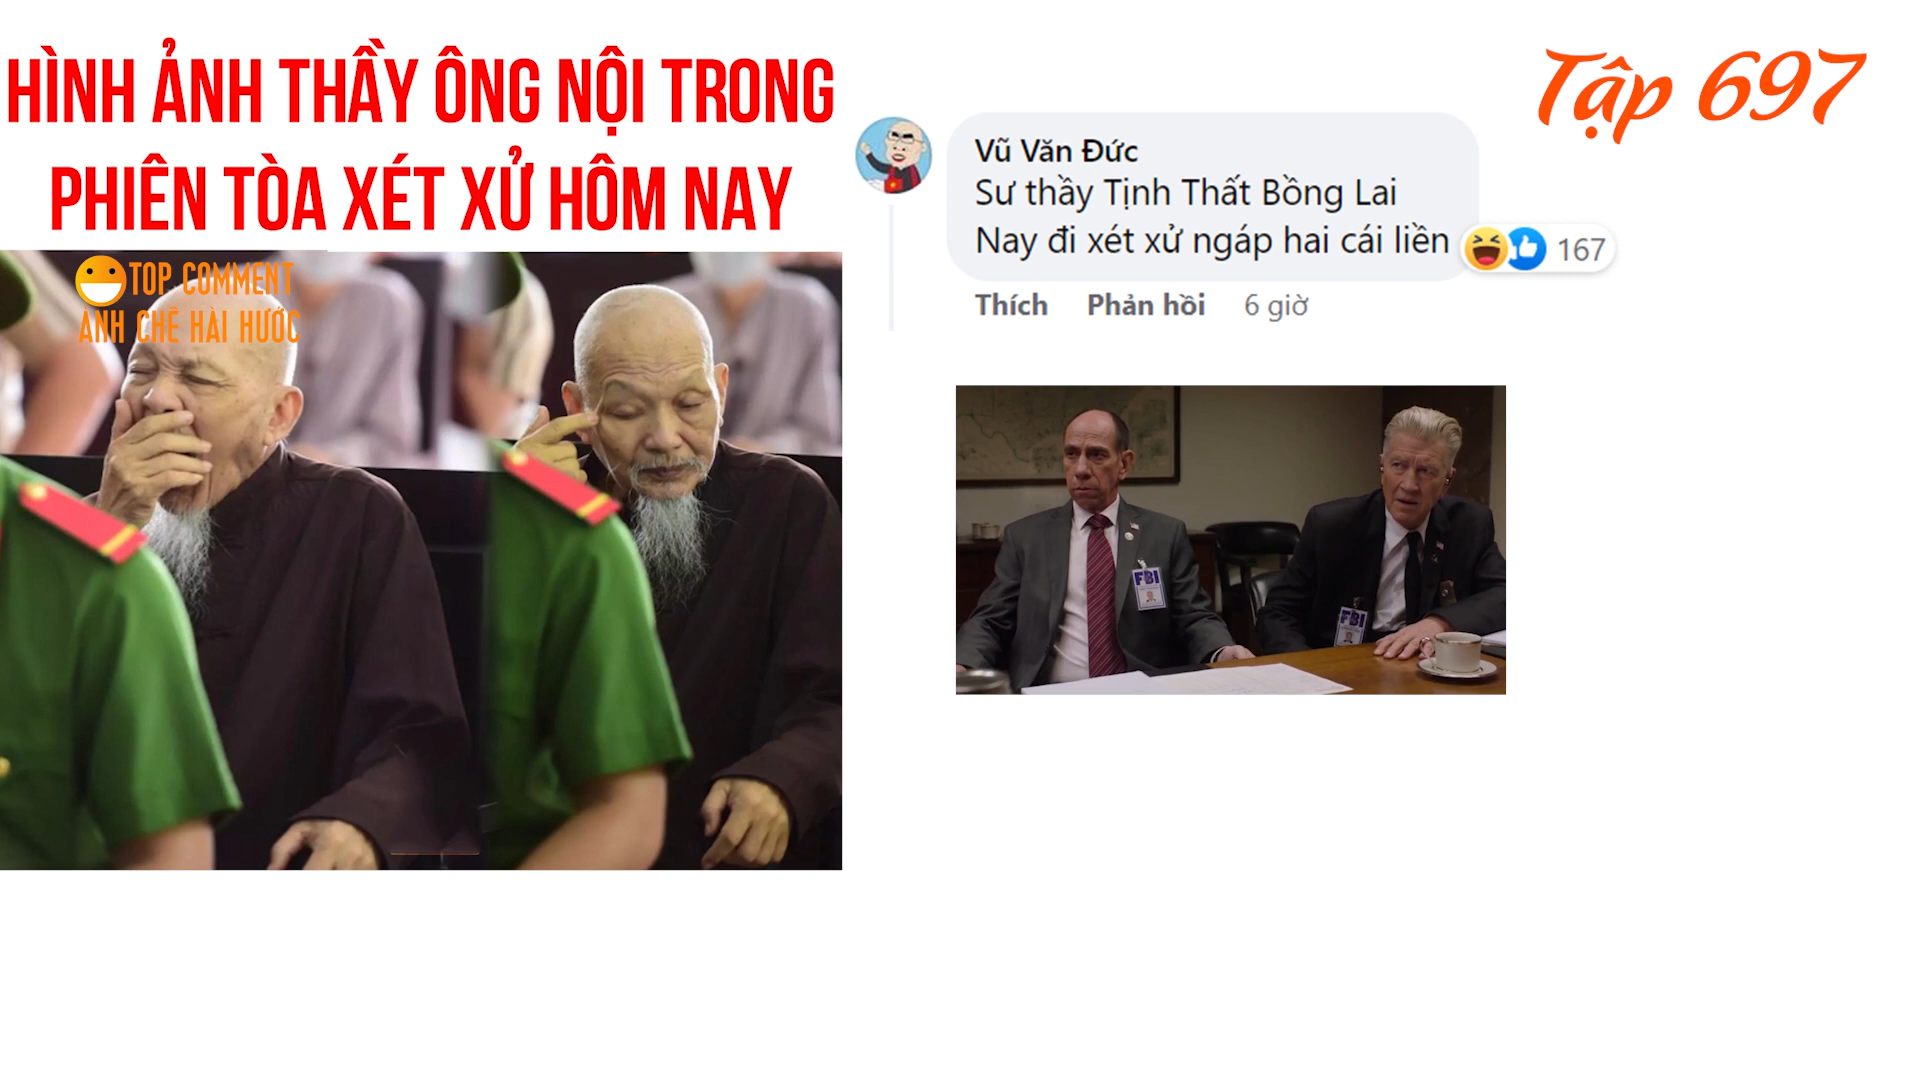 HÌNH ẢNH THẦY ÔNG NỘI TRONG
PHIÊN TÒA XÉT XỬ HÔM NAY
TOP COMMENT
ẢNH CHẾ HÀI HƯỚC
Tập 697
Vũ Văn Đức
Sư thầy Tịnh Thất Bồng Lai
Nay đi xét xử ngáp hai cái liền
167
Thích Phản hồi 6 giờ
FBI
FBI